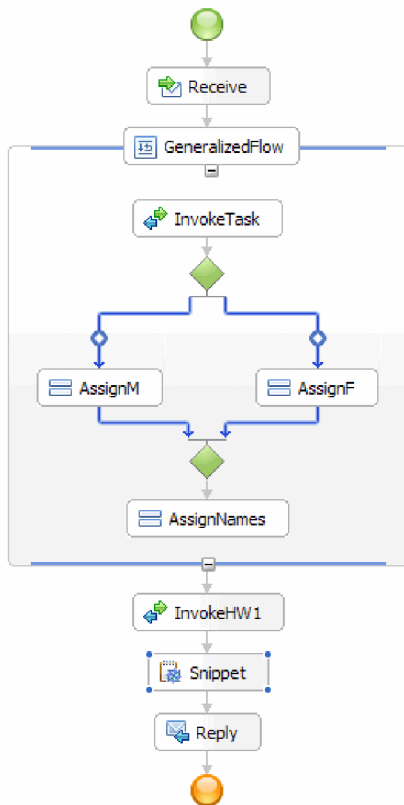 Receive
GeneralizedFlow
InvokeTask
AssignM
AssignF
AssignNames
InvokeHW1
Snippet
Reply